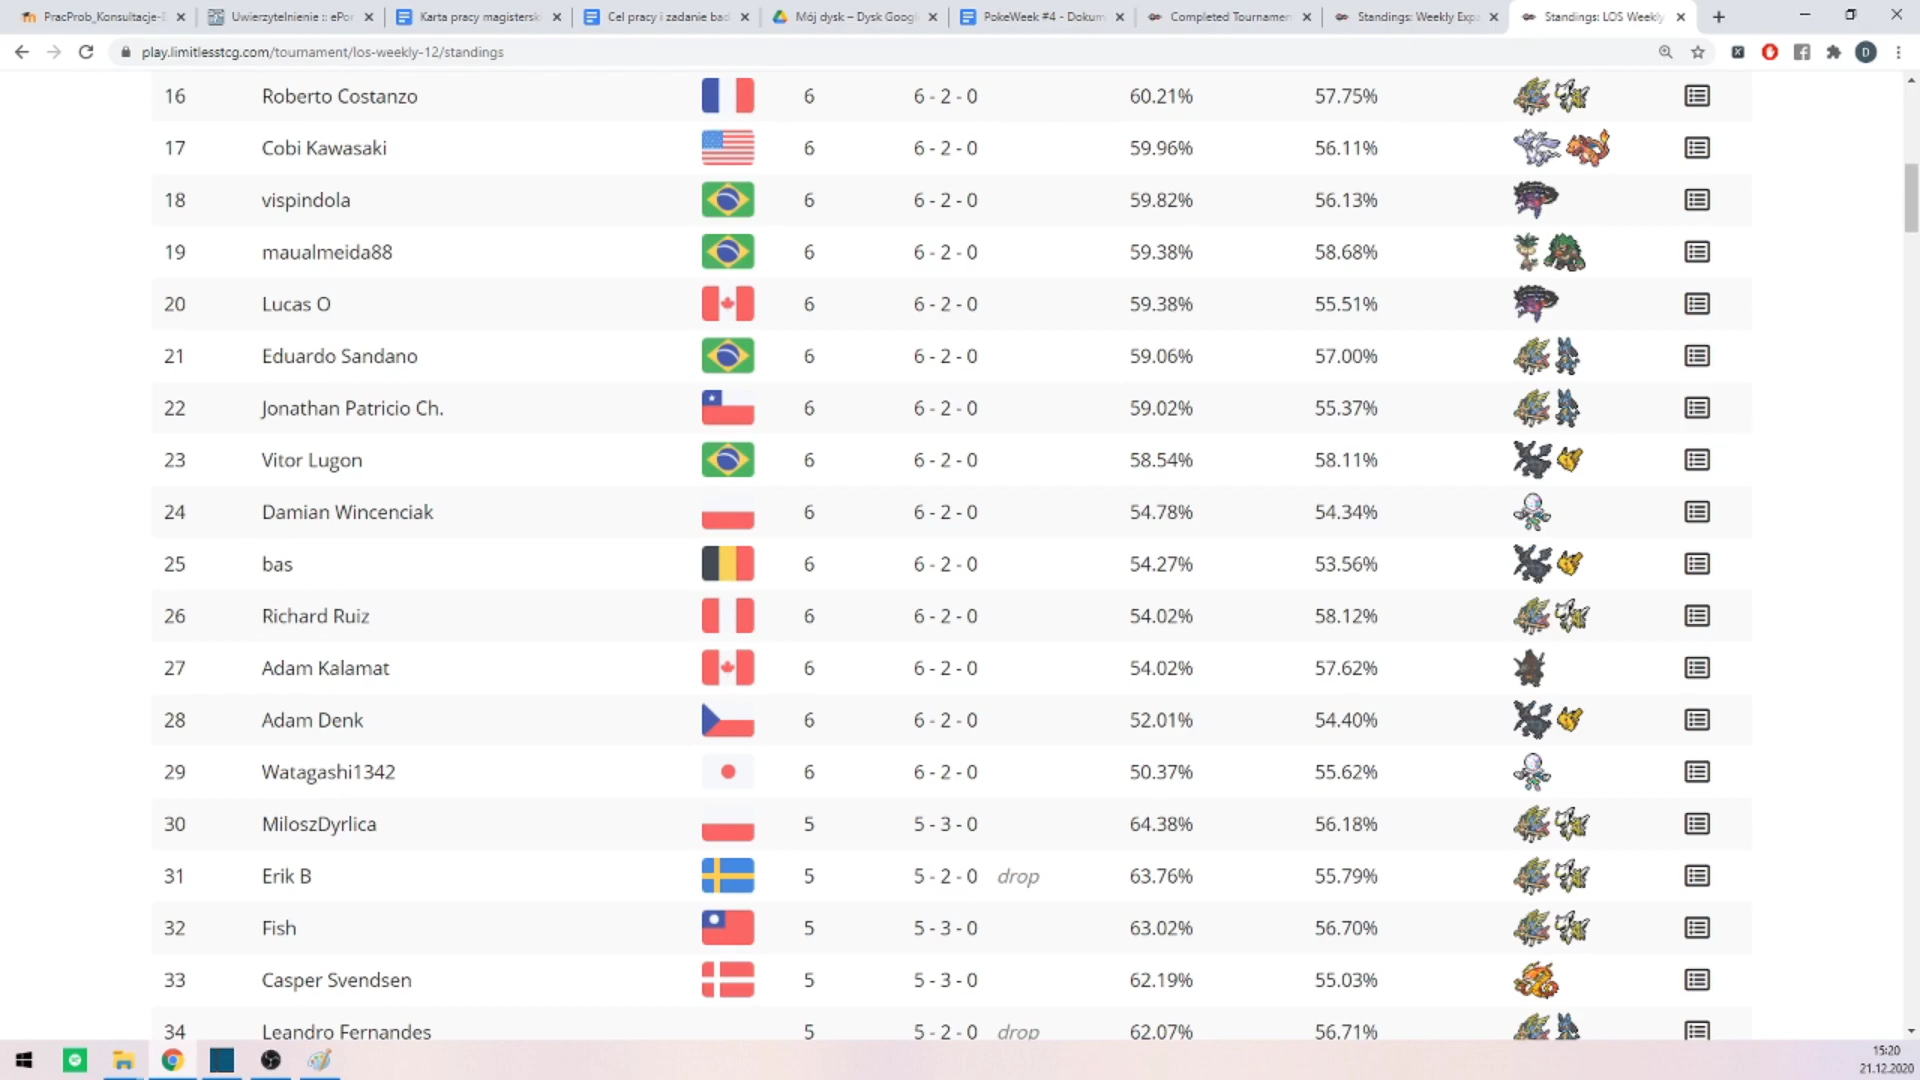 PracProb_Konsultacje-
Uwierzytelnienie :: ePor
Karta pracy magistersk
Cel pracy i zadanie bad
Mój dysk – Dysk Googl
PokeWeek #4 - Dokum
Completed Tournamen
Standings: Weekly Expa
Standings: LOS Weekly
play.limitlesstcg.com/tournament/los-weekly-12/standings
D
16 Roberto Costanzo 6 6 - 2 - 0 60.21% 57.75%
17 Cobi Kawasaki 6 6 - 2 - 0 59.96% 56.11%
18 vispindola 6 6 - 2 - 0 59.82% 56.13%
19 maualmeida88 6 6 - 2 - 0 59.38% 58.68%
20 Lucas O 6 6 - 2 - 0 59.38% 55.51%
21 Eduardo Sandano 6 6 - 2 - 0 59.06% 57.00%
22 Jonathan Patricio Ch. 6 6 - 2 - 0 59.02% 55.37%
23 Vitor Lugon 6 6 - 2 - 0 58.54% 58.11%
24 Damian Wincenciak 6 6 - 2 - 0 54.78% 54.34%
25 bas 6 6 - 2 - 0 54.27% 53.56%
26 Richard Ruiz 6 6 - 2 - 0 54.02% 58.12%
27 Adam Kalamat 6 6 - 2 - 0 54.02% 57.62%
28 Adam Denk 6 6 - 2 - 0 52.01% 54.40%
29 Watagashi1342 6 6 - 2 - 0 50.37% 55.62%
30 MiloszDyrlica 5 5 - 3 - 0 64.38% 56.18%
31 Erik B 5 5 - 2 - 0 drop 63.76% 55.79%
32 Fish 5 5 - 3 - 0 63.02% 56.70%
33 Casper Svendsen 5 5 - 3 - 0 62.19% 55.03%
34 Leandro Fernandes 5 5 - 2 - 0 drop 62.07% 56.71%
15:20
21.12.2020